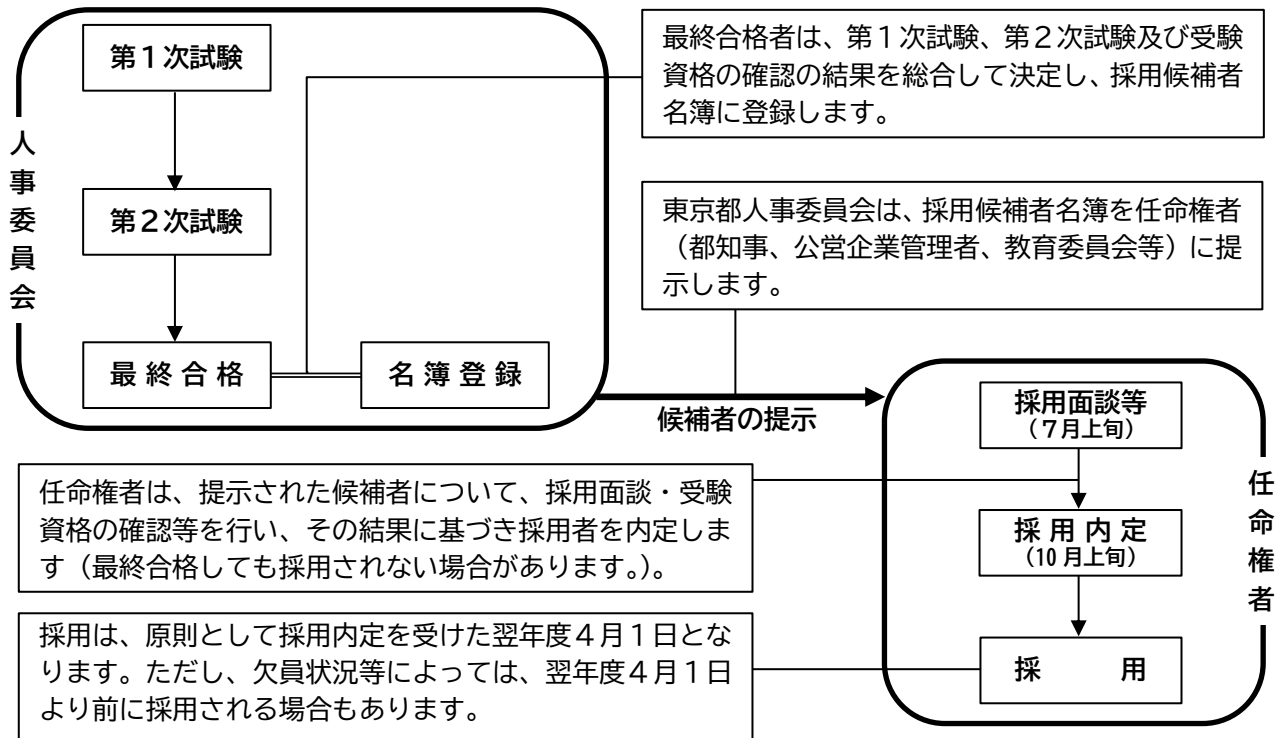 人事委員会
第１次試験
第２次試験
最終合格
名簿登録
最終合格者は、第１次試験、第２次試験及び受験
資格の確認の結果を総合して決定し、採用候補者
名簿に登録します。
東京都人事委員会は、採用候補者名簿を任命権者
（都知事、公営企業管理者、教育委員会等）に提
示します。
候補者の提示
任命権者
採用面談等
（７月上旬）
採用内定
（10月上旬）
採　　用
任命権者は、提示された候補者について、採用面談・受験
資格の確認等を行い、その結果に基づき採用者を内定しま
す（最終合格しても採用されない場合があります。）。
採用は、原則として採用内定を受けた翌年度４月１日とな
ります。ただし、欠員状況等によっては、翌年度４月１日
より前に採用される場合もあります。